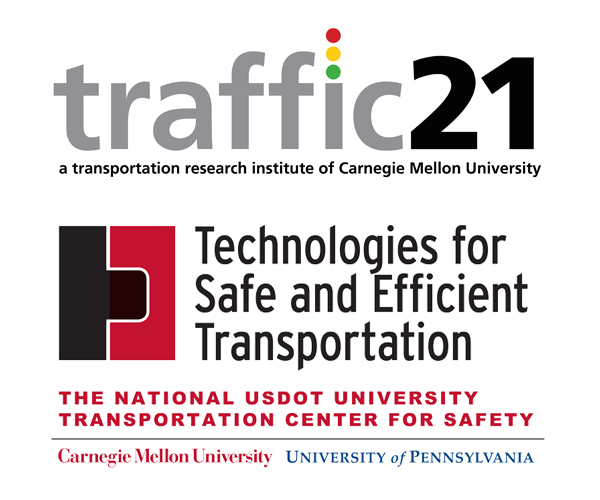 traffic21
a transportation research institute of Carnegie Mellon University
Technologies for
Safe and Efficient
Transportation
THE NATIONAL USDOT UNIVERSITY
TRANSPORTATION CENTER FOR SAFETY
Carnegie Mellon University UNIVERSITY of PENNSYLVANIA